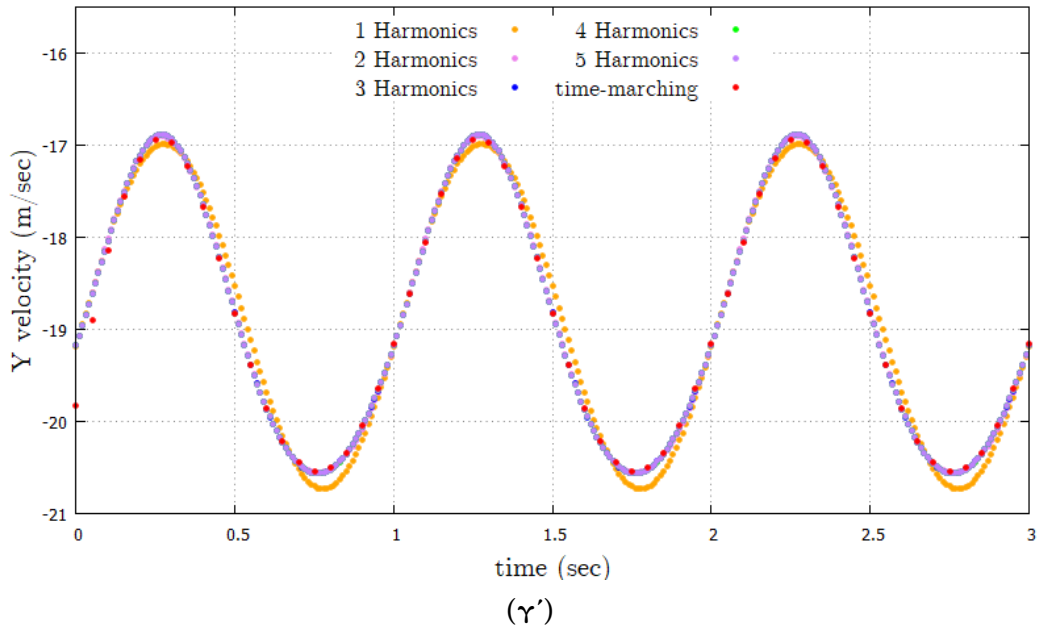 1 Harmonics
2 Harmonics
3 Harmonics
4 Harmonics
5 Harmonics
time-marching
Y velocity (m/sec)
-16
-17
-18
-19
-20
-21
0
0.5
1
1.5
2
2.5
3
time (sec)
(γ΄)